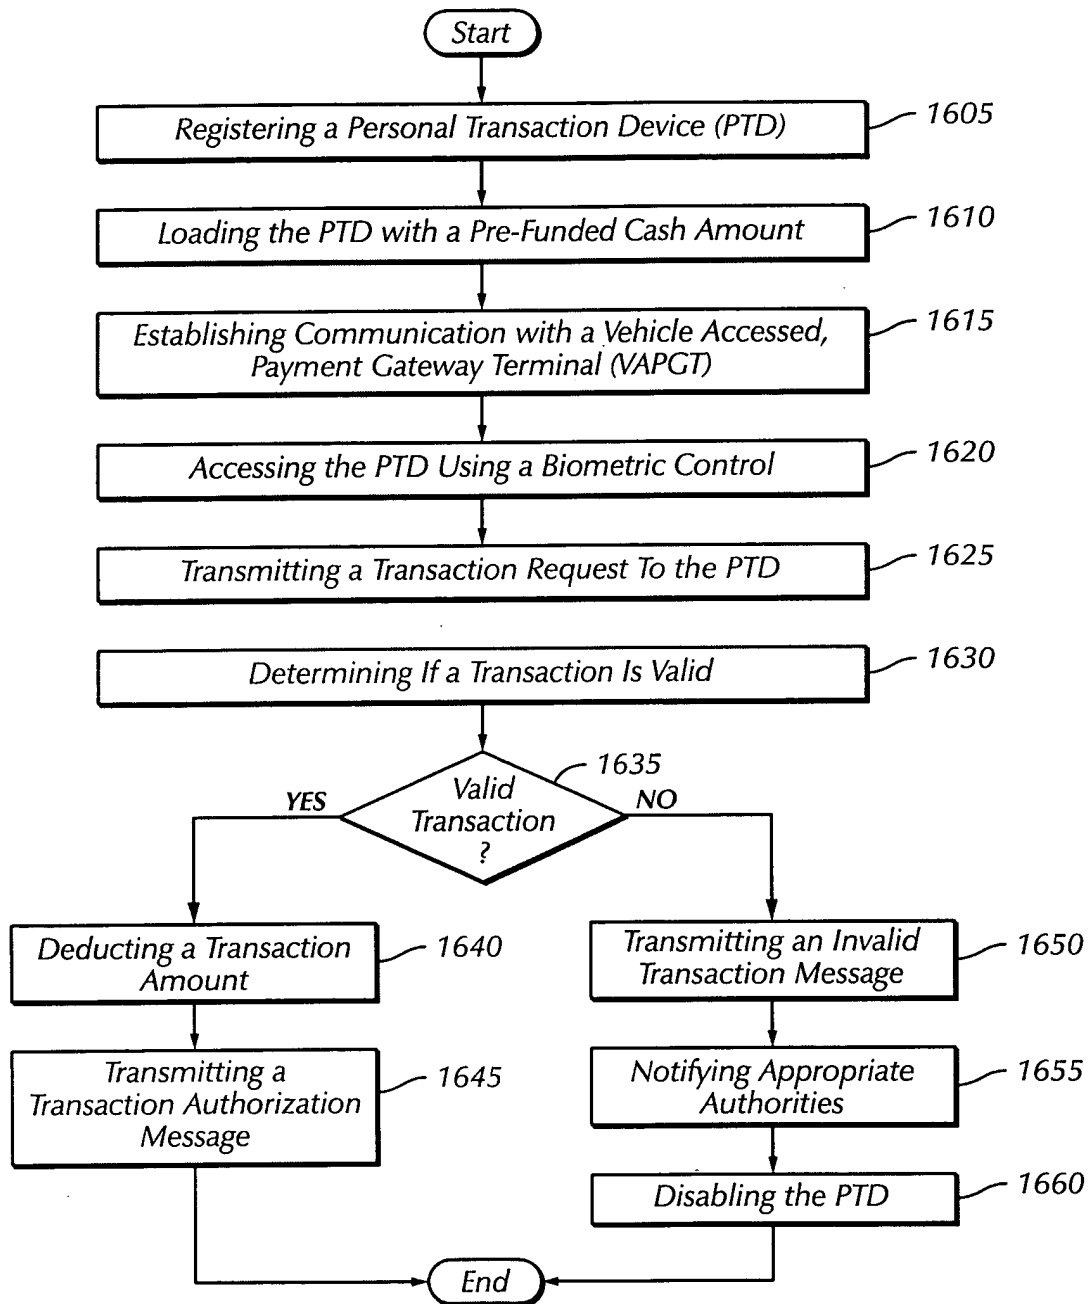 Start
Registering a Personal Transaction Device (PTD)
1605
Loading the PTD with a Pre-Funded Cash Amount
1610
Establishing Communication with a Vehicle Accessed,
Payment Gateway Terminal (VAPGT)
1615
Accessing the PTD Using a Biometric Control
1620
Transmitting a Transaction Request To the PTD
1625
Determining If a Transaction Is Valid
1630
Valid
Transaction
?
1635
YES
NO
Deducting a Transaction
Amount
1640
Transmitting a
Transaction Authorization
Message
1645
Transmitting an Invalid
Transaction Message
1650
Notifying Appropriate
Authorities
1655
Disabling the PTD
1660
End